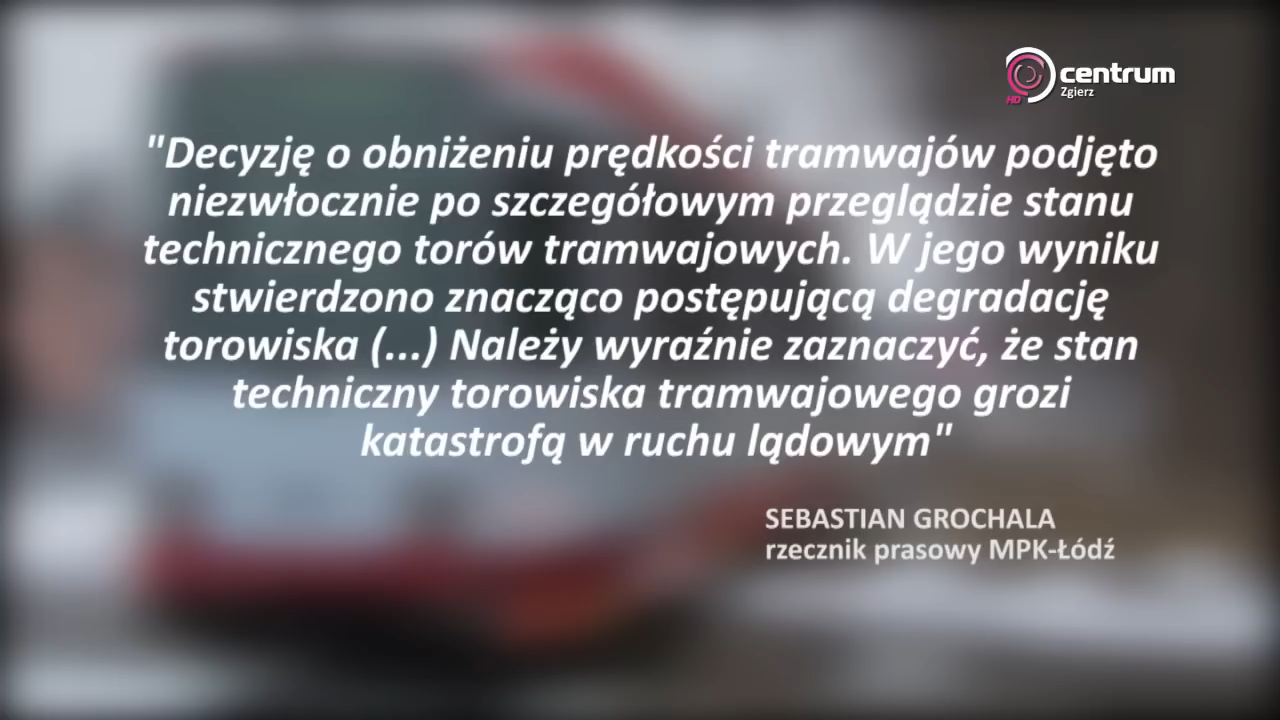 centrum
HD
Zgierz
"Decyzję o obniżeniu prędkości tramwajów podjęto
niezwłocznie po szczegółowym przeglądzie stanu
technicznego torów tramwajowych. W jego wyniku
stwierdzono znacząco postępującą degradację
torowiska (...) Należy wyraźnie zaznaczyć, że stan
techniczny torowiska tramwajowego grozi
katastrofą w ruchu lądowym"
SEBASTIAN GROCHALA
rzecznik prasowy MPK-Łódź